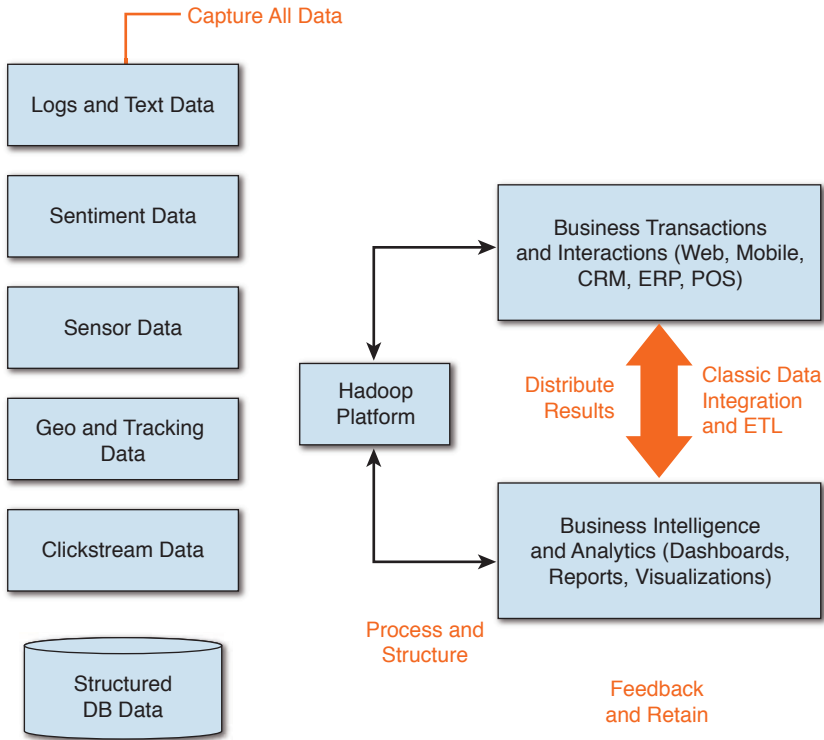 Capture All Data
Logs and Text Data
Sentiment Data
Sensor Data
Geo and Tracking
Data
Clickstream Data
Structured
DB Data
Hadoop
Platform
Business Transactions
and Interactions (Web, Mobile,
CRM, ERP, POS)
Distribute
Results
Classic Data
Integration
and ETL
Business Intelligence
and Analytics (Dashboards,
Reports, Visualizations)
Process and
Structure
Feedback
and Retain